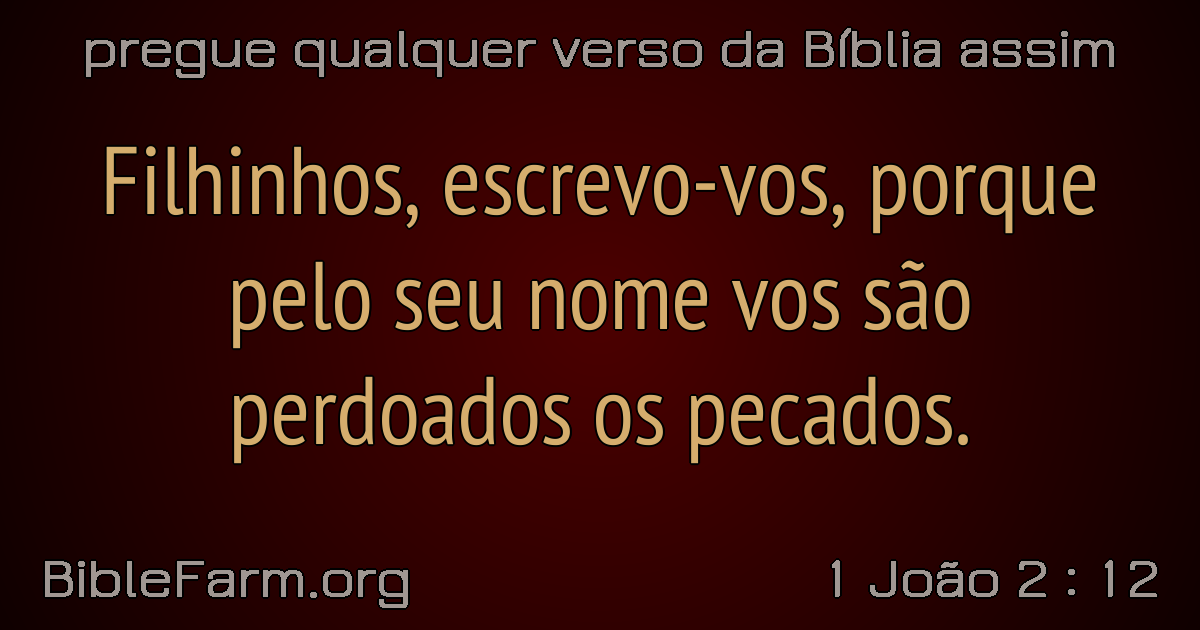 pregue qualquer verso da Bíblia assim
Filhinhos, escrevo-vos, porque
pelo seu nome vos são
perdoados os pecados.
BibleFarm.org
1 João 2 : 12